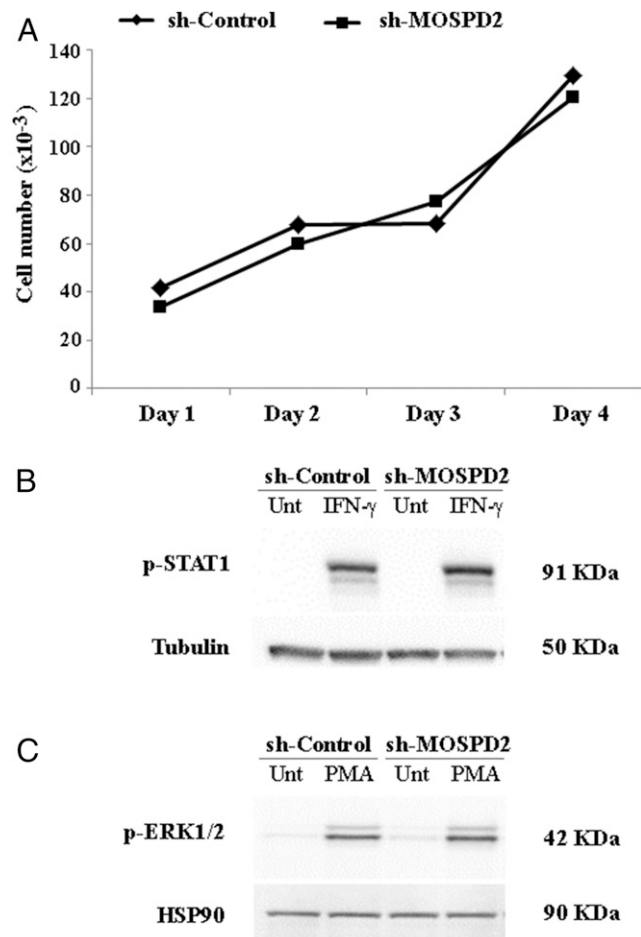 A
sh-Control sh-MOSPD2
Cell number (x10-3)
140
120
100
80
60
40
20
0
Day 1 Day 2 Day 3 Day 4
B
sh-Control sh-MOSPD2
Unt IFN-γ Unt IFN-γ
p-STAT1 91 KDa
Tubulin 50 KDa
C
sh-Control sh-MOSPD2
Unt PMA Unt PMA
p-ERK1/2 42 KDa
HSP90 90 KDa